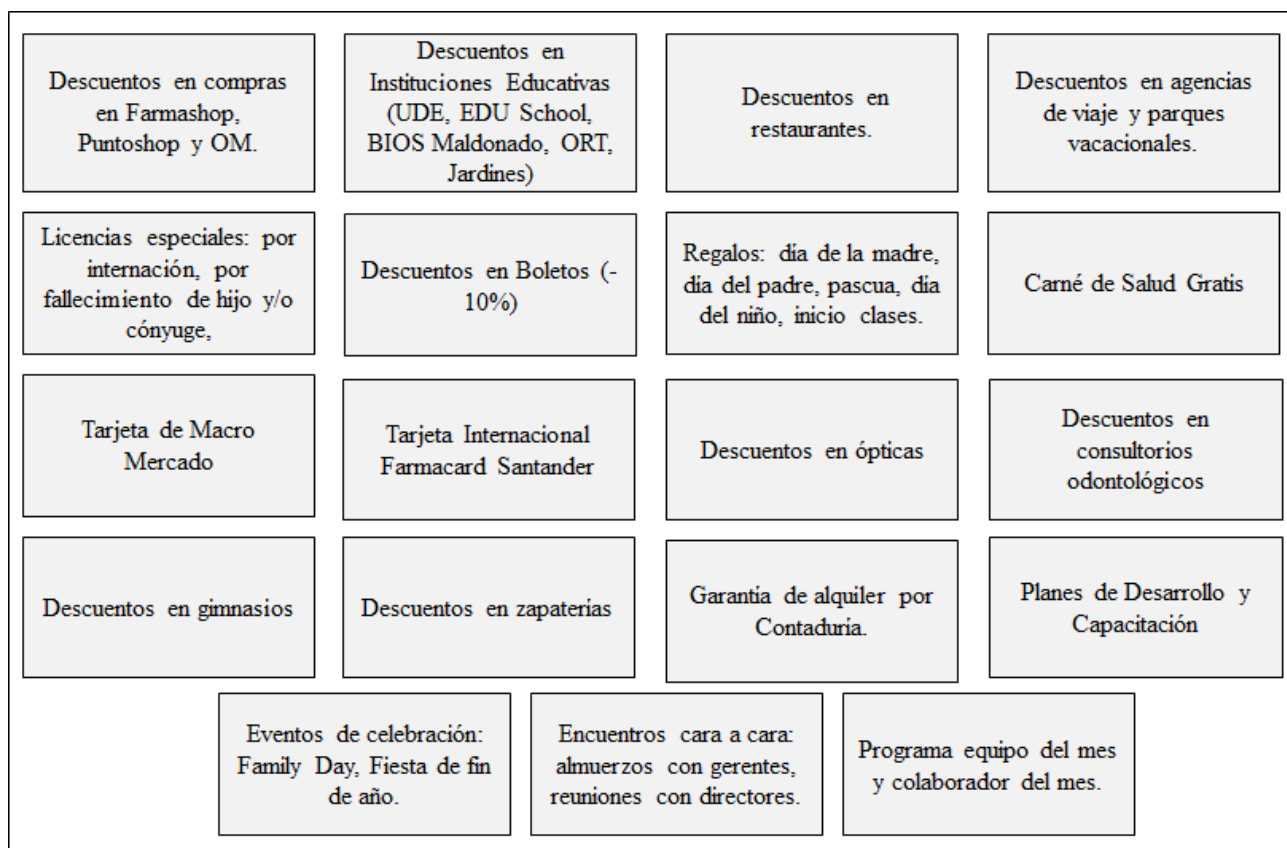 Descuentos en compras
en Farmashop,
Puntoshop y OM.
Descuentos en
Instituciones Educativas
(UDE, EDU School,
BIOS Maldonado, ORT,
Jardines)
Descuentos en
restaurantes.
Descuentos en agencias
de viaje y parques
vacacionales.
Licencias especiales: por
internación, por
fallecimiento de hijo y/o
cónyuge,
Descuentos en Boletos (-
10%)
Regalos: día de la madre,
día del padre, pascua, día
del niño, inicio clases.
Carné de Salud Gratis
Tarjeta de Macro
Mercado
Tarjeta Internacional
Farmacard Santander
Descuentos en ópticas
Descuentos en
consultorios
odontológicos
Descuentos en gimnasios
Descuentos en zapaterías
Garantía de alquiler por
Contaduría.
Planes de Desarrollo y
Capacitación
Eventos de celebración:
Family Day, Fiesta de fin
de año.
Encuentros cara a cara:
almuerzos con gerentes,
reuniones con directores.
Programa equipo del mes
y colaborador del mes.